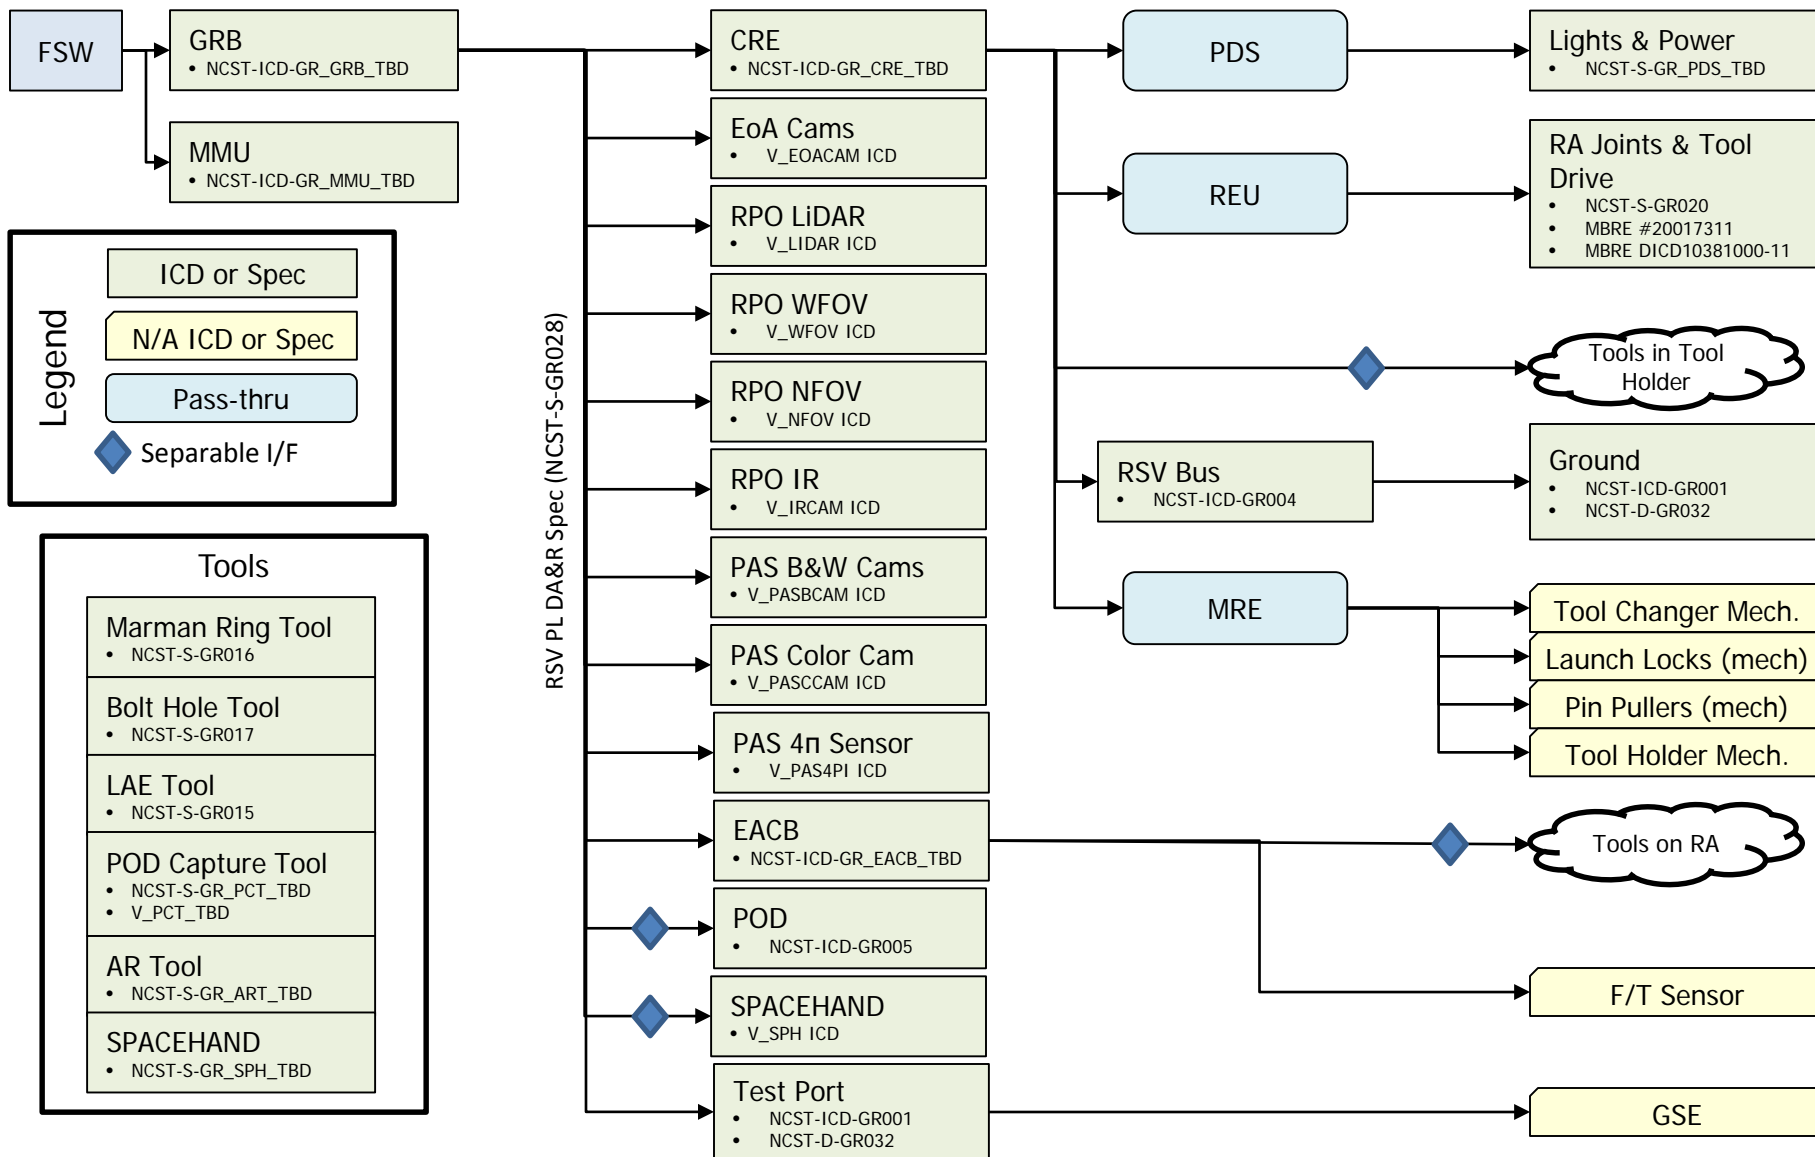 FSW
GRB
• NCST-ICD-GR_GRB_TBD
MMU
• NCST-ICD-GR_MMU_TBD
Legend
ICD or Spec
N/A ICD or Spec
Pass-thru
Separable I/F
Tools
Marman Ring Tool
• NCST-S-GR016
Bolt Hole Tool
• NCST-S-GR017
LAE Tool
• NCST-S-GR015
POD Capture Tool
• NCST-S-GR_PCT_TBD
• V_PCT_TBD
AR Tool
• NCST-S-GR_ART_TBD
SPACEHAND
• NCST-S-GR_SPH_TBD
RSV PL DA&R Spec (NCST-S-GR028)
CRE
• NCST-ICD-GR_CRE_TBD
EoA Cams
• V_EOACAM ICD
RPO LiDAR
• V_LIDAR ICD
RPO WFOV
• V_WFOV ICD
RPO NFOV
• V_NFOV ICD
RPO IR
• V_IRCAM ICD
PAS B&W Cams
• V_PASBCAM ICD
PAS Color Cam
• V_PASCCAM ICD
PAS 4π Sensor
• V_PAS4PI ICD
EACB
• NCST-ICD-GR_EACB_TBD
POD
• NCST-ICD-GR005
SPACEHAND
• V_SPH ICD
Test Port
• NCST-ICD-GR001
• NCST-D-GR032
PDS
REU
RSV Bus
• NCST-ICD-GR004
MRE
Lights & Power
• NCST-S-GR_PDS_TBD
RA Joints & Tool
Drive
• NCST-S-GR020
• MBRE #20017311
• MBRE DICD10381000-11
Tools in Tool
Holder
Ground
• NCST-ICD-GR001
• NCST-D-GR032
Tool Changer Mech.
Launch Locks (mech)
Pin Pullers (mech)
Tool Holder Mech.
Tools on RA
F/T Sensor
GSE